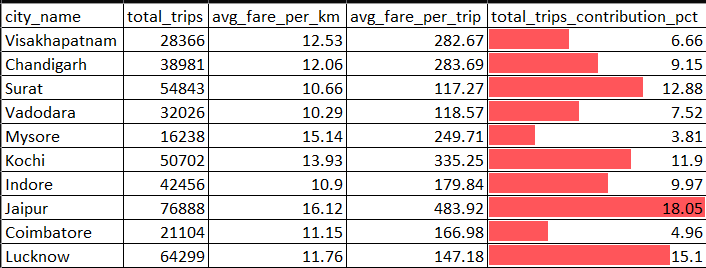 city_name total_trips avg_fare_per_km avg_fare_per_trip total_trips_contribution_pct
Visakhapatnam 28366 12.53 282.67 6.66
Chandigarh 38981 12.06 283.69 9.15
Surat 54843 10.66 117.27 12.88
Vadodara 32026 10.29 118.57 7.52
Mysore 16238 15.14 249.71 3.81
Kochi 50702 13.93 335.25 11.9
Indore 42456 10.9 179.84 9.97
Jaipur 76888 16.12 483.92 18.05
Coimbatore 21104 11.15 166.98 4.96
Lucknow 64299 11.76 147.18 15.1